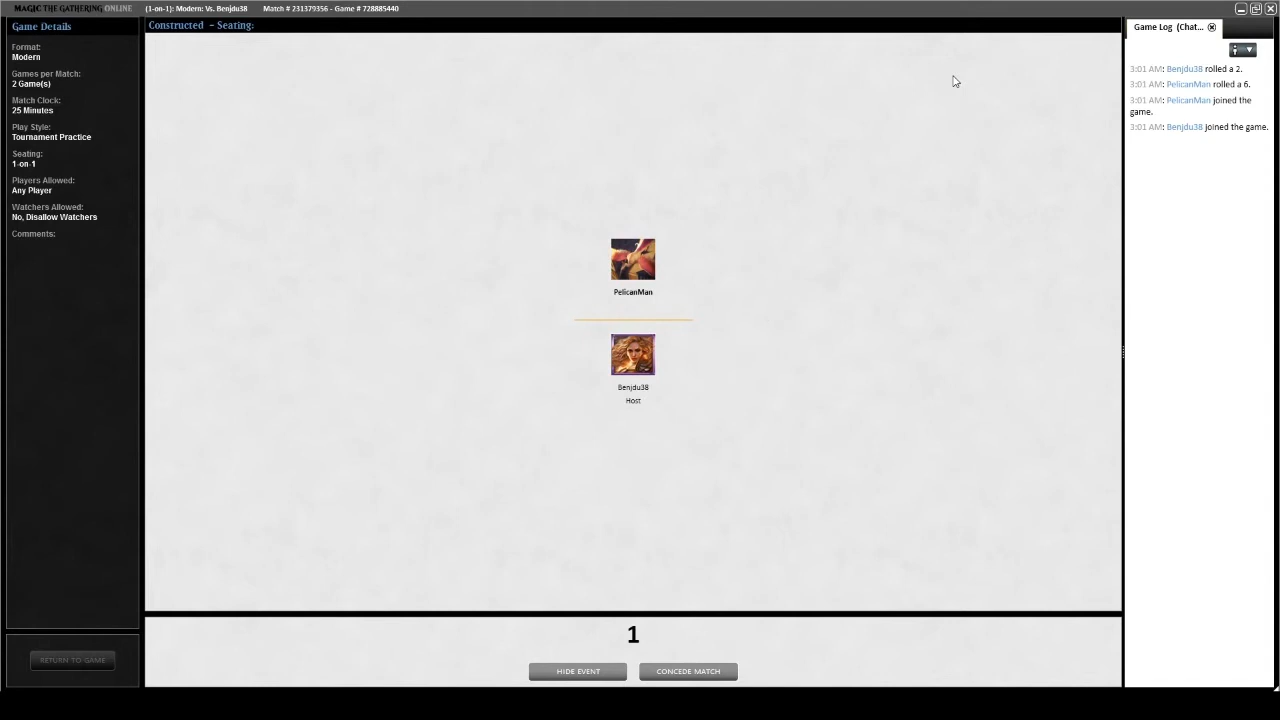 MAGIC THE GATHERING ONLINE (1-on-1): Modern: Vs. Benjdu38 Match # 231379356 - Game # 728885440
Game Details
Format:
Modern
Games per Match:
2 Game(s)
Match Clock:
25 Minutes
Play Style:
Tournament Practice
Seating:
1-on-1
Players Allowed:
Any Player
Watchers Allowed:
No, Disallow Watchers
Comments:
RETURN TO GAME
Constructed - Seating:
PelicanMan
Benjdu38
Host
1
HIDE EVENT CONCEDE MATCH
Game Log (Chat...
3:01 AM: Benjdu38 rolled a 2.
3:01 AM: PelicanMan rolled a 6.
3:01 AM: PelicanMan joined the
game.
3:01 AM: Benjdu38 joined the game.